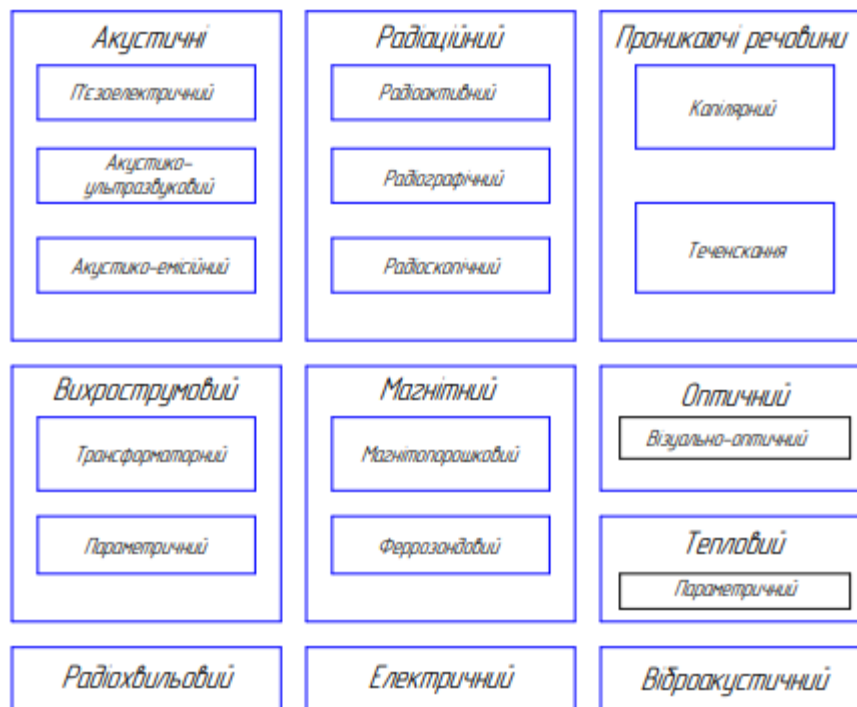 Акустичні
П'єзоелектричний
Акустико-
ультразвуковий
Акустико-емісійний
Радіаційний
Радіоактивний
Радіографічний
Радіоскопічний
Проникаючі речовини
Капілярний
Теченскання
Вихрострумовий
Трансформаторний
Параметричний
Магнітний
Магнітопорошковий
Феррозондовий
Оптичний
Візуально-оптичний
Тепловий
Параметричний
Радіохвильовий
Електричний
Віброакустичний